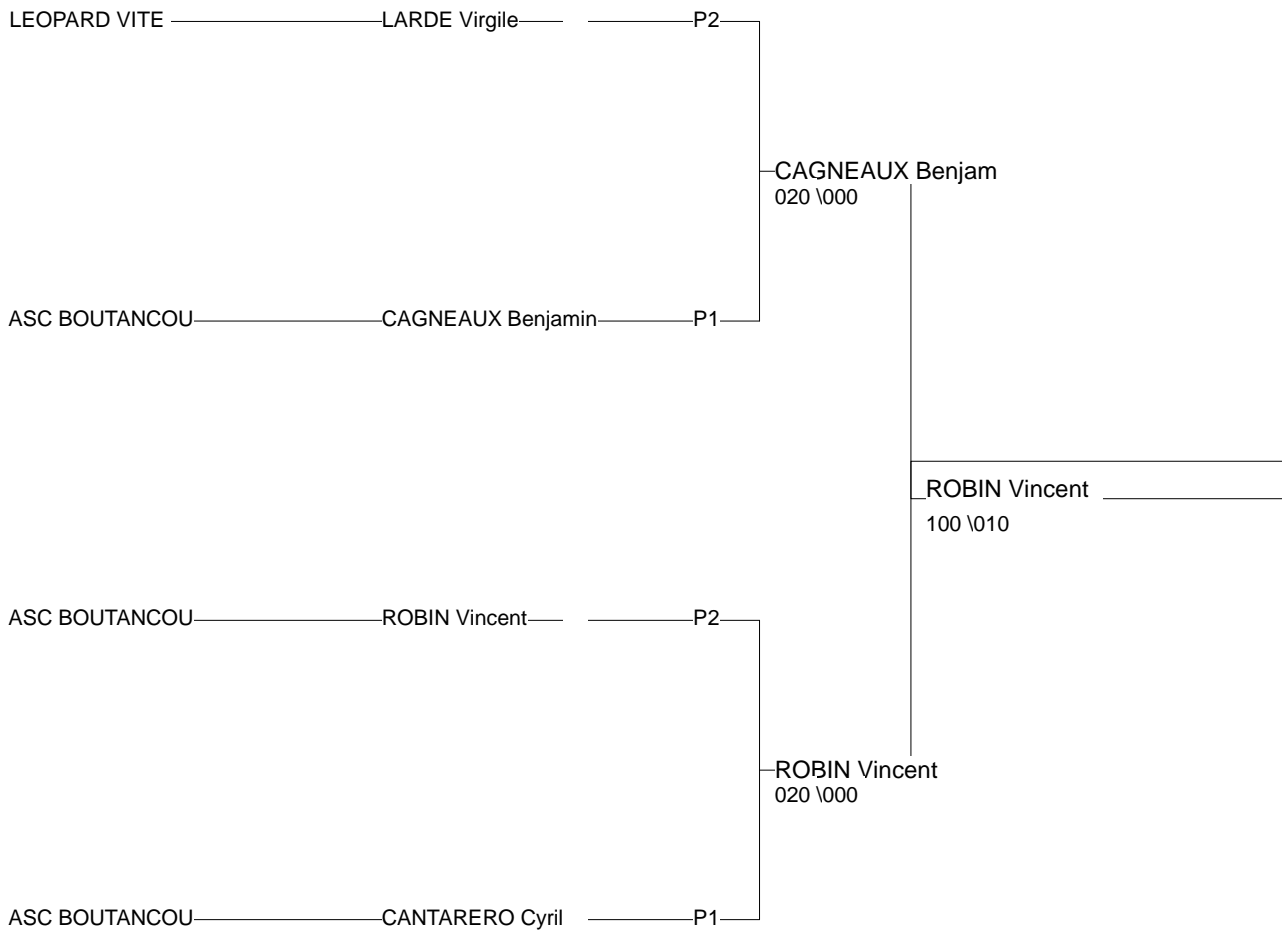 LEOPARD VITE LARDE Virgile P2
CAGNEAUX Benjam
020 \000
ASC BOUTANCOU CAGNEAUX Benjamin P1
ROBIN Vincent
100 \010
ASC BOUTANCOU ROBIN Vincent P2
ROBIN Vincent
020 \000
ASC BOUTANCOU CANTARERO Cyril P1